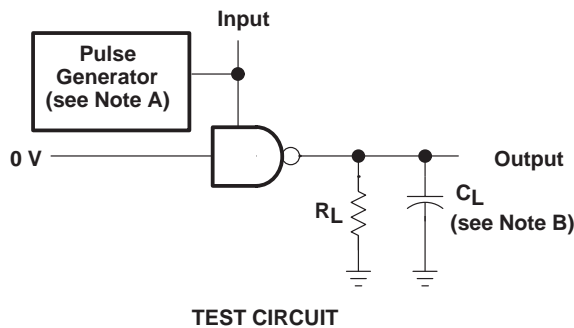 Input
Pulse
Generator
(see Note A)
0 V
Output
RL
CL
(see Note B)
TEST CIRCUIT